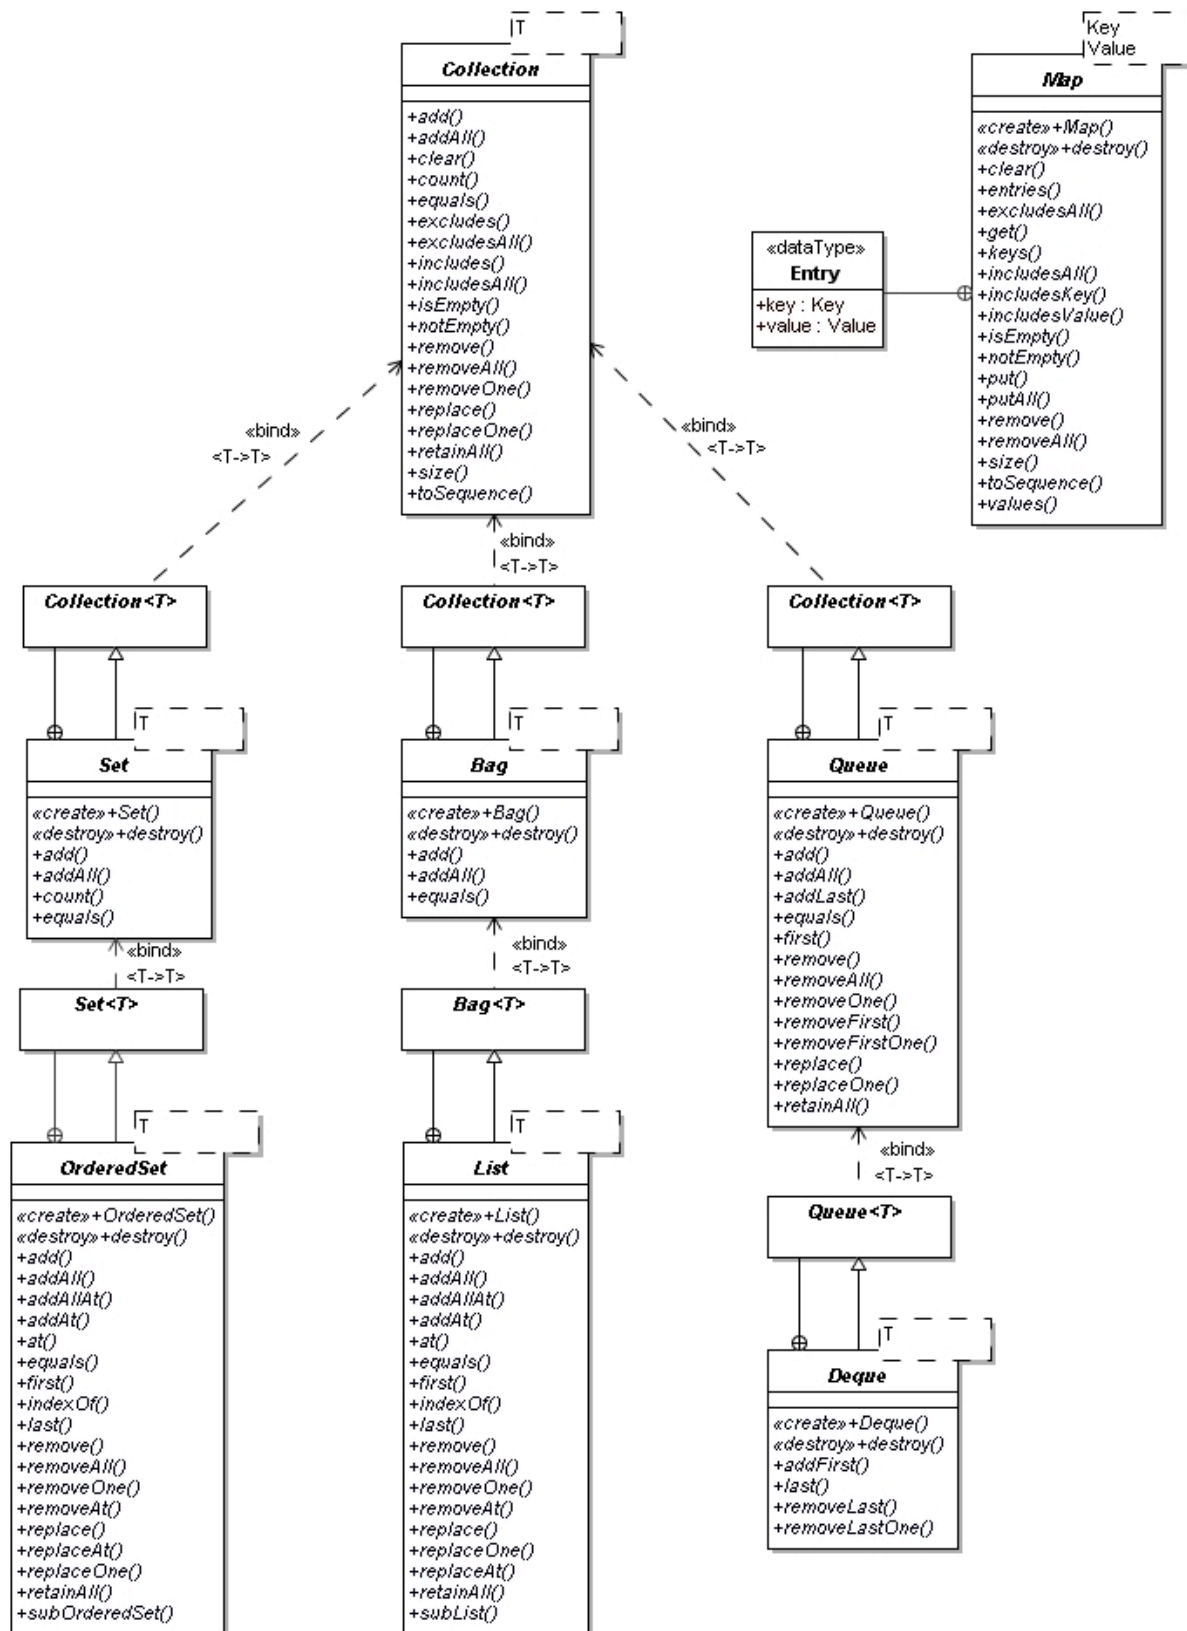 T
Collection
+add()
+addAll()
+clear()
+count()
+equals()
+excludes()
+excludesAll()
+includes()
+includesAll()
+isEmpty()
+notEmpty()
+remove()
+removeAll()
+removeOne()
+replace()
+replaceOne()
+retainAll()
+size()
+toSequence()
Key
Value
Map
«create»+Map()
«destroy»+destroy()
+clear()
+entries()
+excludesAll()
+get()
+keys()
+includesAll()
+includesKey()
+includesValue()
+isEmpty()
+notEmpty()
+put()
+putAll()
+remove()
+removeAll()
+size()
+toSequence()
+values()
«dataType»
Entry
+key : Key
+value : Value
«bind»
<T->T>
«bind»
<T->T>
«bind»
<T->T>
Collection<T>
Collection<T>
Collection<T>
T
Set
«create»+Set()
«destroy»+destroy()
+add()
+addAll()
+count()
+equals()
T
Bag
«create»+Bag()
«destroy»+destroy()
+add()
+addAll()
+equals()
T
Queue
«create»+Queue()
«destroy»+destroy()
+add()
+addAll()
+addLast()
+equals()
+first()
+remove()
+removeAll()
+removeOne()
+removeFirst()
+removeFirstOne()
+replace()
+replaceOne()
+retainAll()
«bind»
<T->T>
Set<T>
«bind»
<T->T>
Bag<T>
«bind»
<T->T>
Queue<T>
T
OrderedSet
«create»+OrderedSet()
«destroy»+destroy()
+add()
+addAll()
+addAllAt()
+addAt()
+at()
+equals()
+first()
+indexOf()
+last()
+remove()
+removeAll()
+removeOne()
+removeAt()
+replace()
+replaceAt()
+replaceOne()
+retainAll()
+subOrderedSet()
T
List
«create»+List()
«destroy»+destroy()
+add()
+addAll()
+addAllAt()
+addAt()
+at()
+equals()
+first()
+indexOf()
+last()
+remove()
+removeAll()
+removeOne()
+removeAt()
+replace()
+replaceOne()
+replaceAt()
+retainAll()
+subList()
T
Deque
«create»+Deque()
«destroy»+destroy()
+addFirst()
+last()
+removeLast()
+removeLastOne()